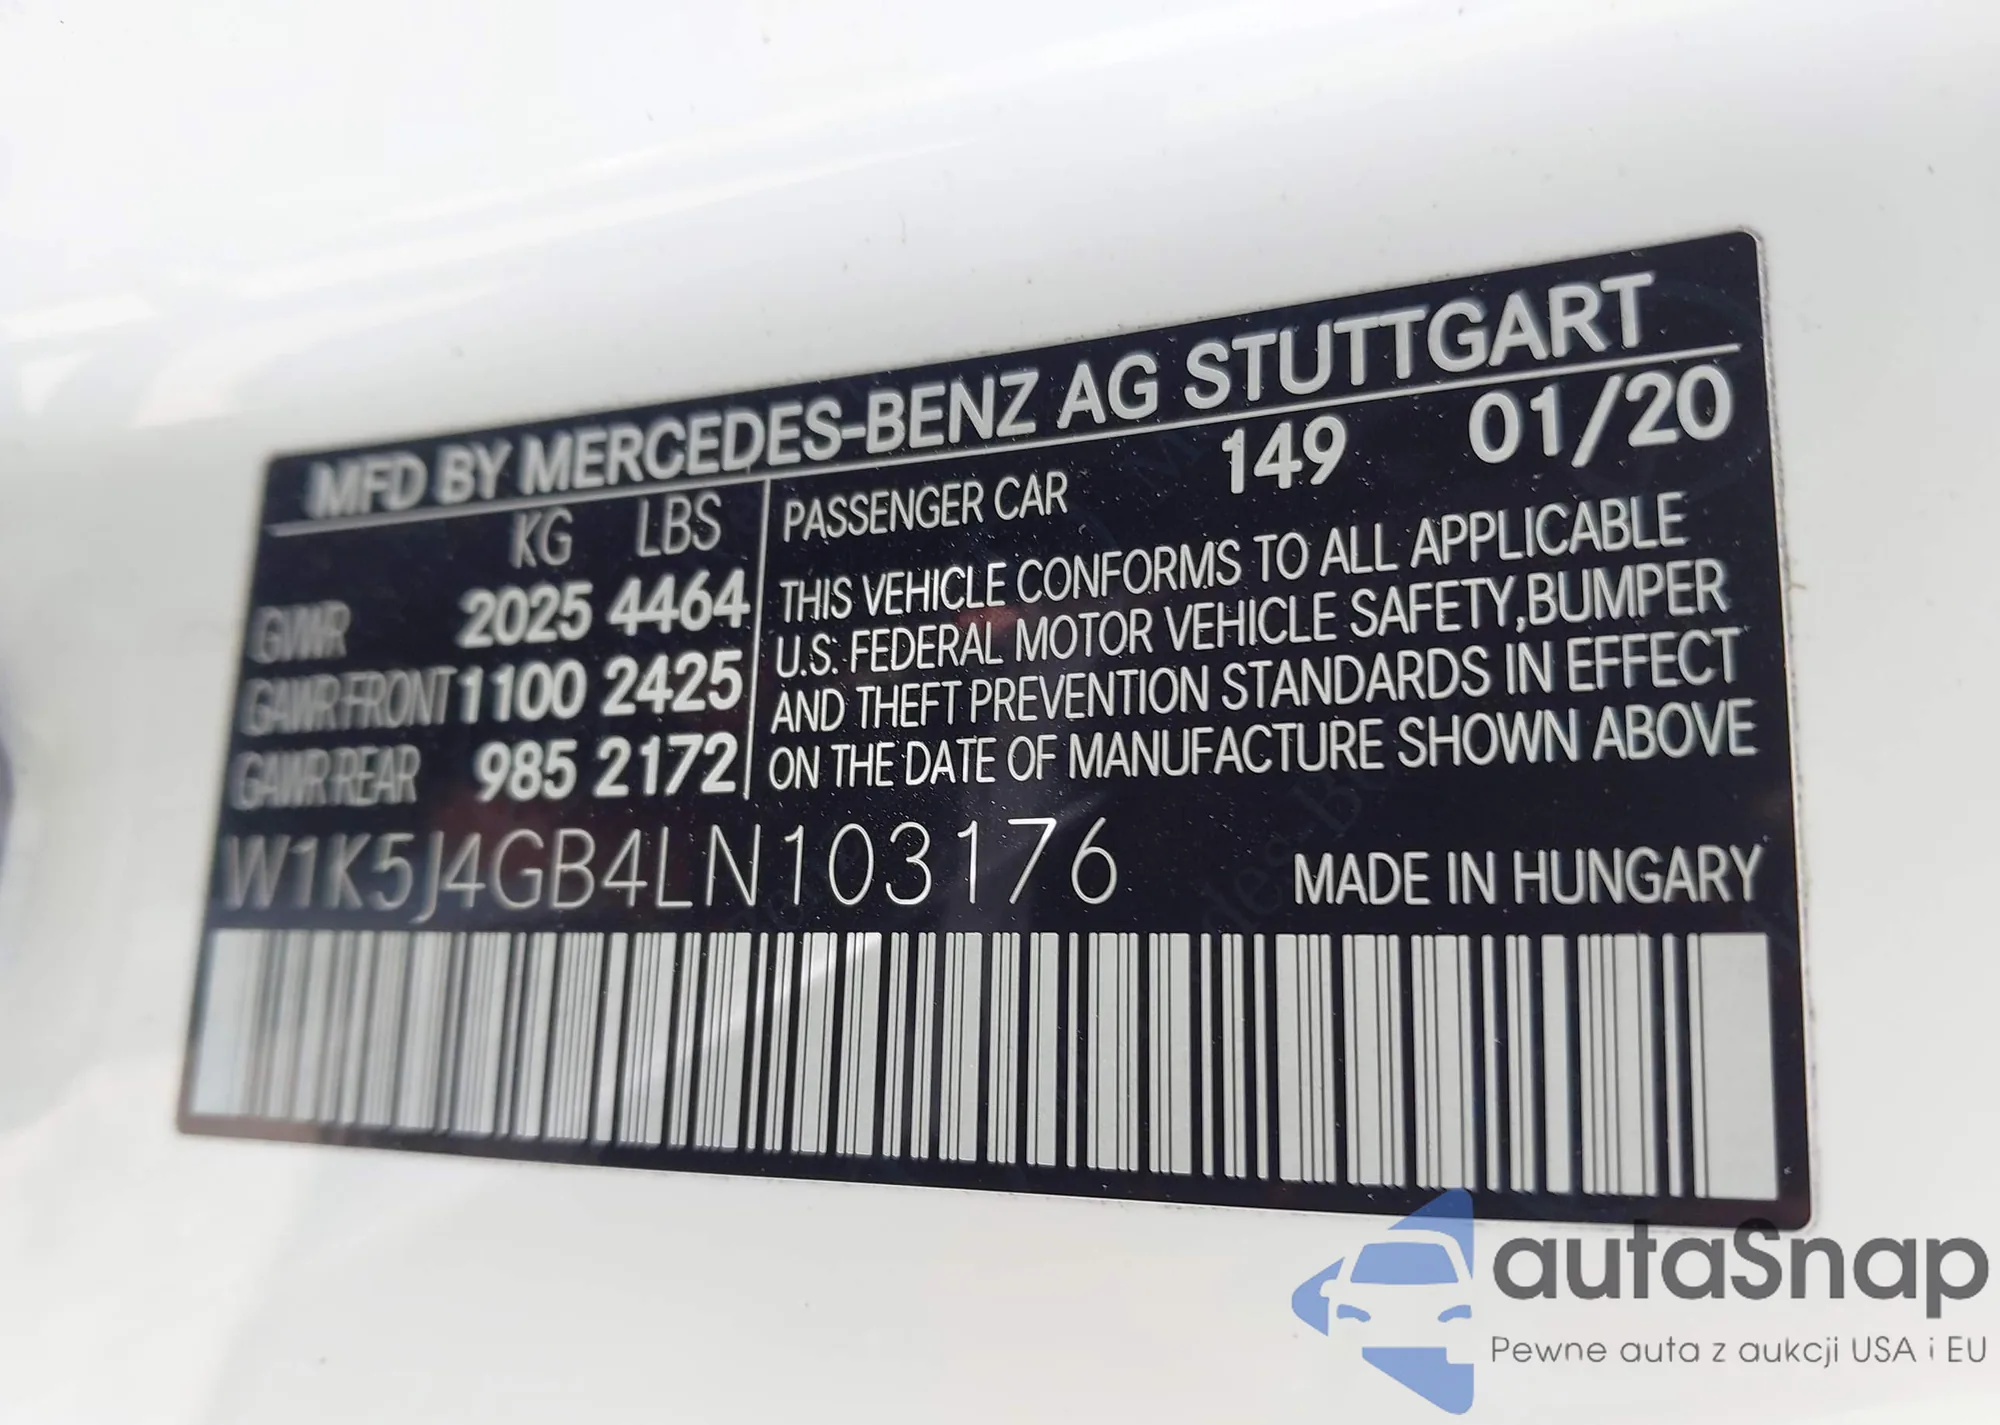 MFD BY MERCEDES-BENZ AG STUTTGART
KG LBS
GVWR 2025 4464
GAWR FRONT 1100 2425
GAWR REAR 985 2172
PASSENGER CAR 149 01/20
THIS VEHICLE CONFORMS TO ALL APPLICABLE
U.S. FEDERAL MOTOR VEHICLE SAFETY,BUMPER
AND THEFT PREVENTION STANDARDS IN EFFECT
ON THE DATE OF MANUFACTURE SHOWN ABOVE
W1K5J4GB4LN103176 MADE IN HUNGARY
autaSnap
Pewne auta z aukcji USA i EU